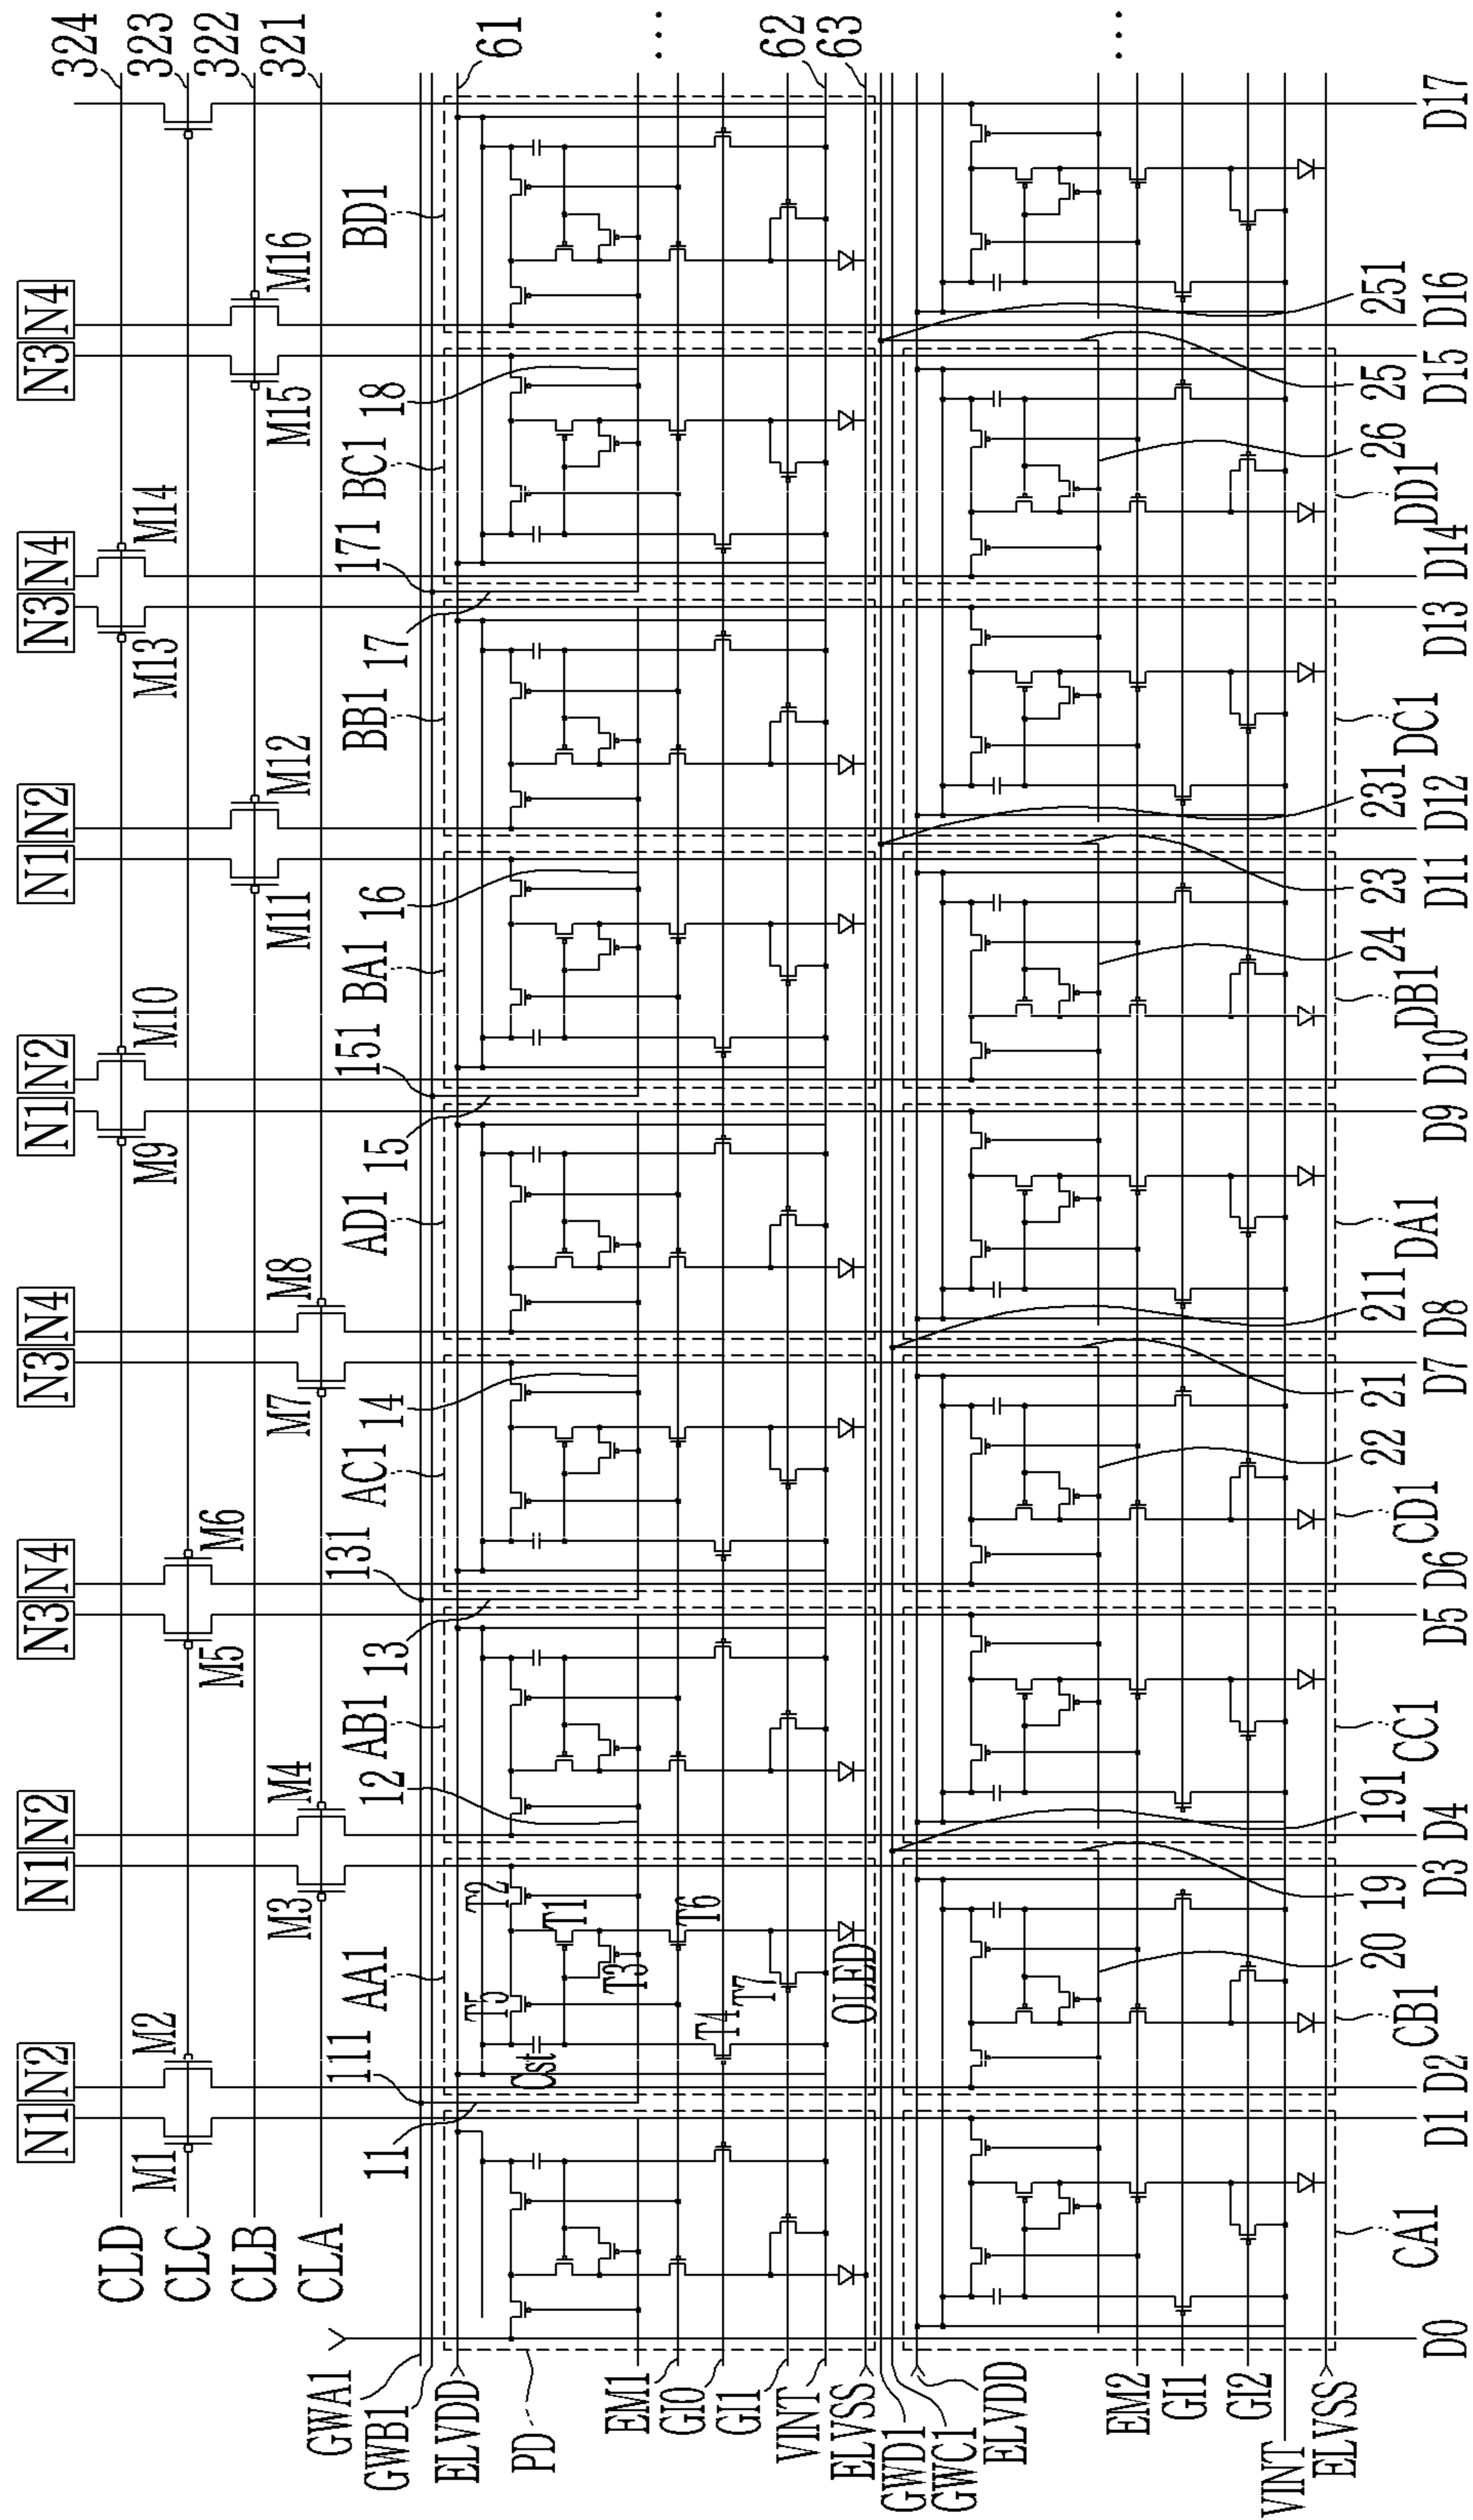 324
323
322
321
61
...
62
63
...
N4
N3
N4
N3
N2
N1
N2
N1
N4
N3
N4
N3
N2
N1
N2
N1
M16
M15
M14
M13
M12
M11
M10
M9
M8
M7
M6
M5
M4
M3
M2
M1
CLD
CLC
CLB
CLA
BD1
18
BC1
171
17
BB1
16
BA1
151
15
AD1
14
AC1
131
13
AB1
12
AA1
111
11
T2
T1
T6
T3
T5
T4
T7
Cst
OLED
GWA1
GWB1
ELVDD
PD
EM1
GI0
GI1
VINT
ELVSS
GWD1
GWC1
ELVDD
EM2
GI1
GI2
VINT
ELVSS
251
25
26
DD1
DC1
231
23
24
DB1
DA1
211
21
22
CD1
CC1
191
19
20
CB1
CA1
D17
D16
D15
D14
D13
D12
D11
D10
D9
D8
D7
D6
D5
D4
D3
D2
D1
D0